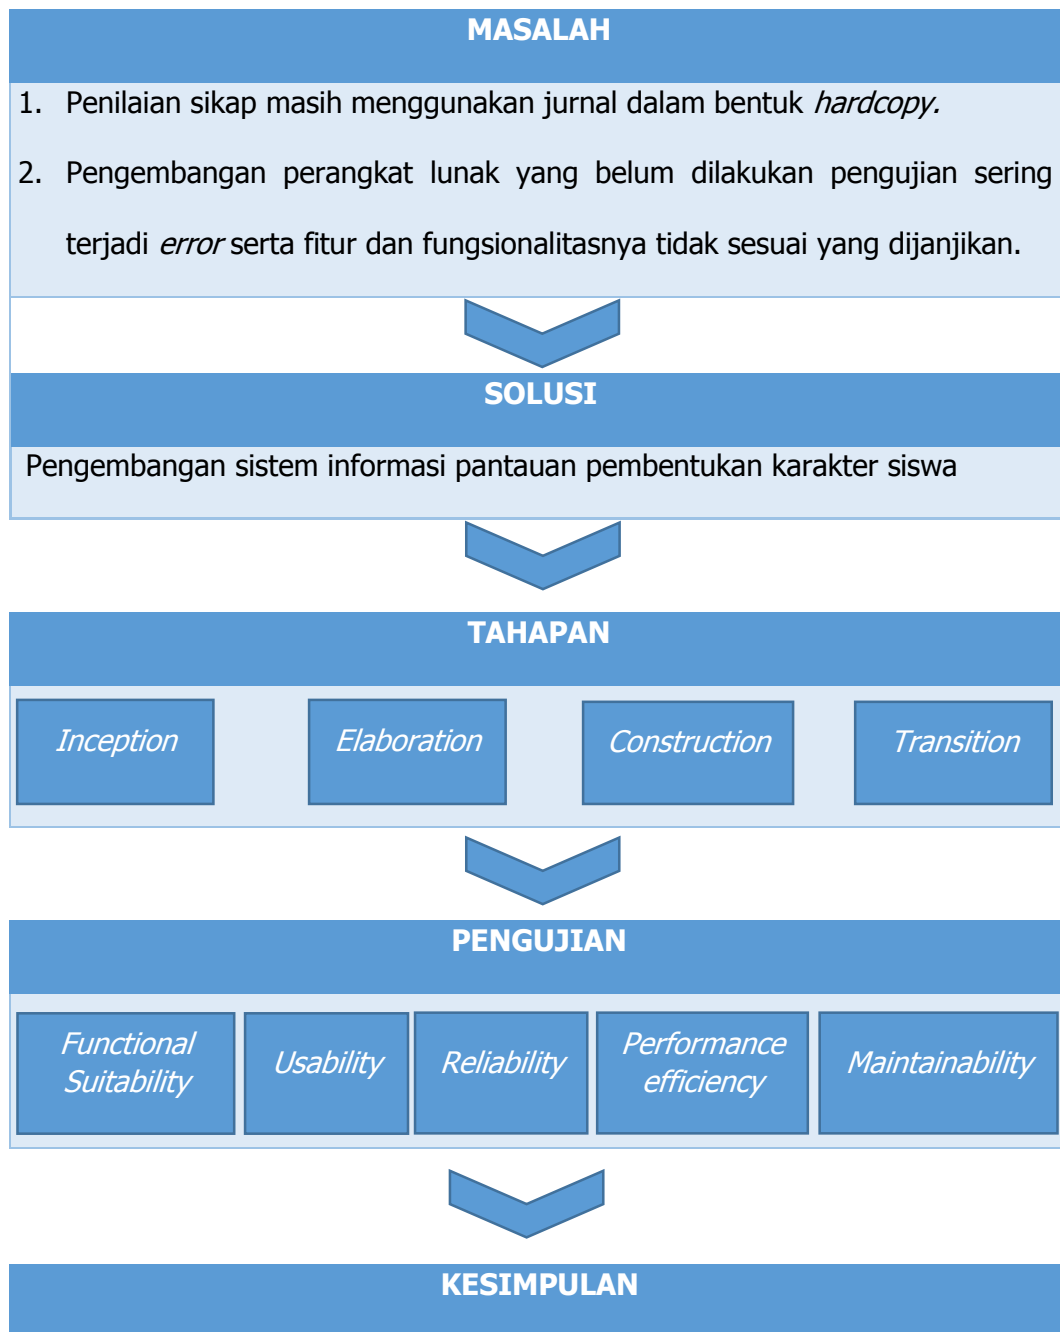 MASALAH
1. Penilaian sikap masih menggunakan jurnal dalam bentuk hardcopy.
2. Pengembangan perangkat lunak yang belum dilakukan pengujian sering
terjadi error serta fitur dan fungsionalitasnya tidak sesuai yang dijanjikan.
SOLUSI
Pengembangan sistem informasi pantauan pembentukan karakter siswa
TAHAPAN
Inception
Elaboration
Construction
Transition
PENGUJIAN
Functional
Suitability
Usability
Reliability
Performance
efficiency
Maintainability
KESIMPULAN